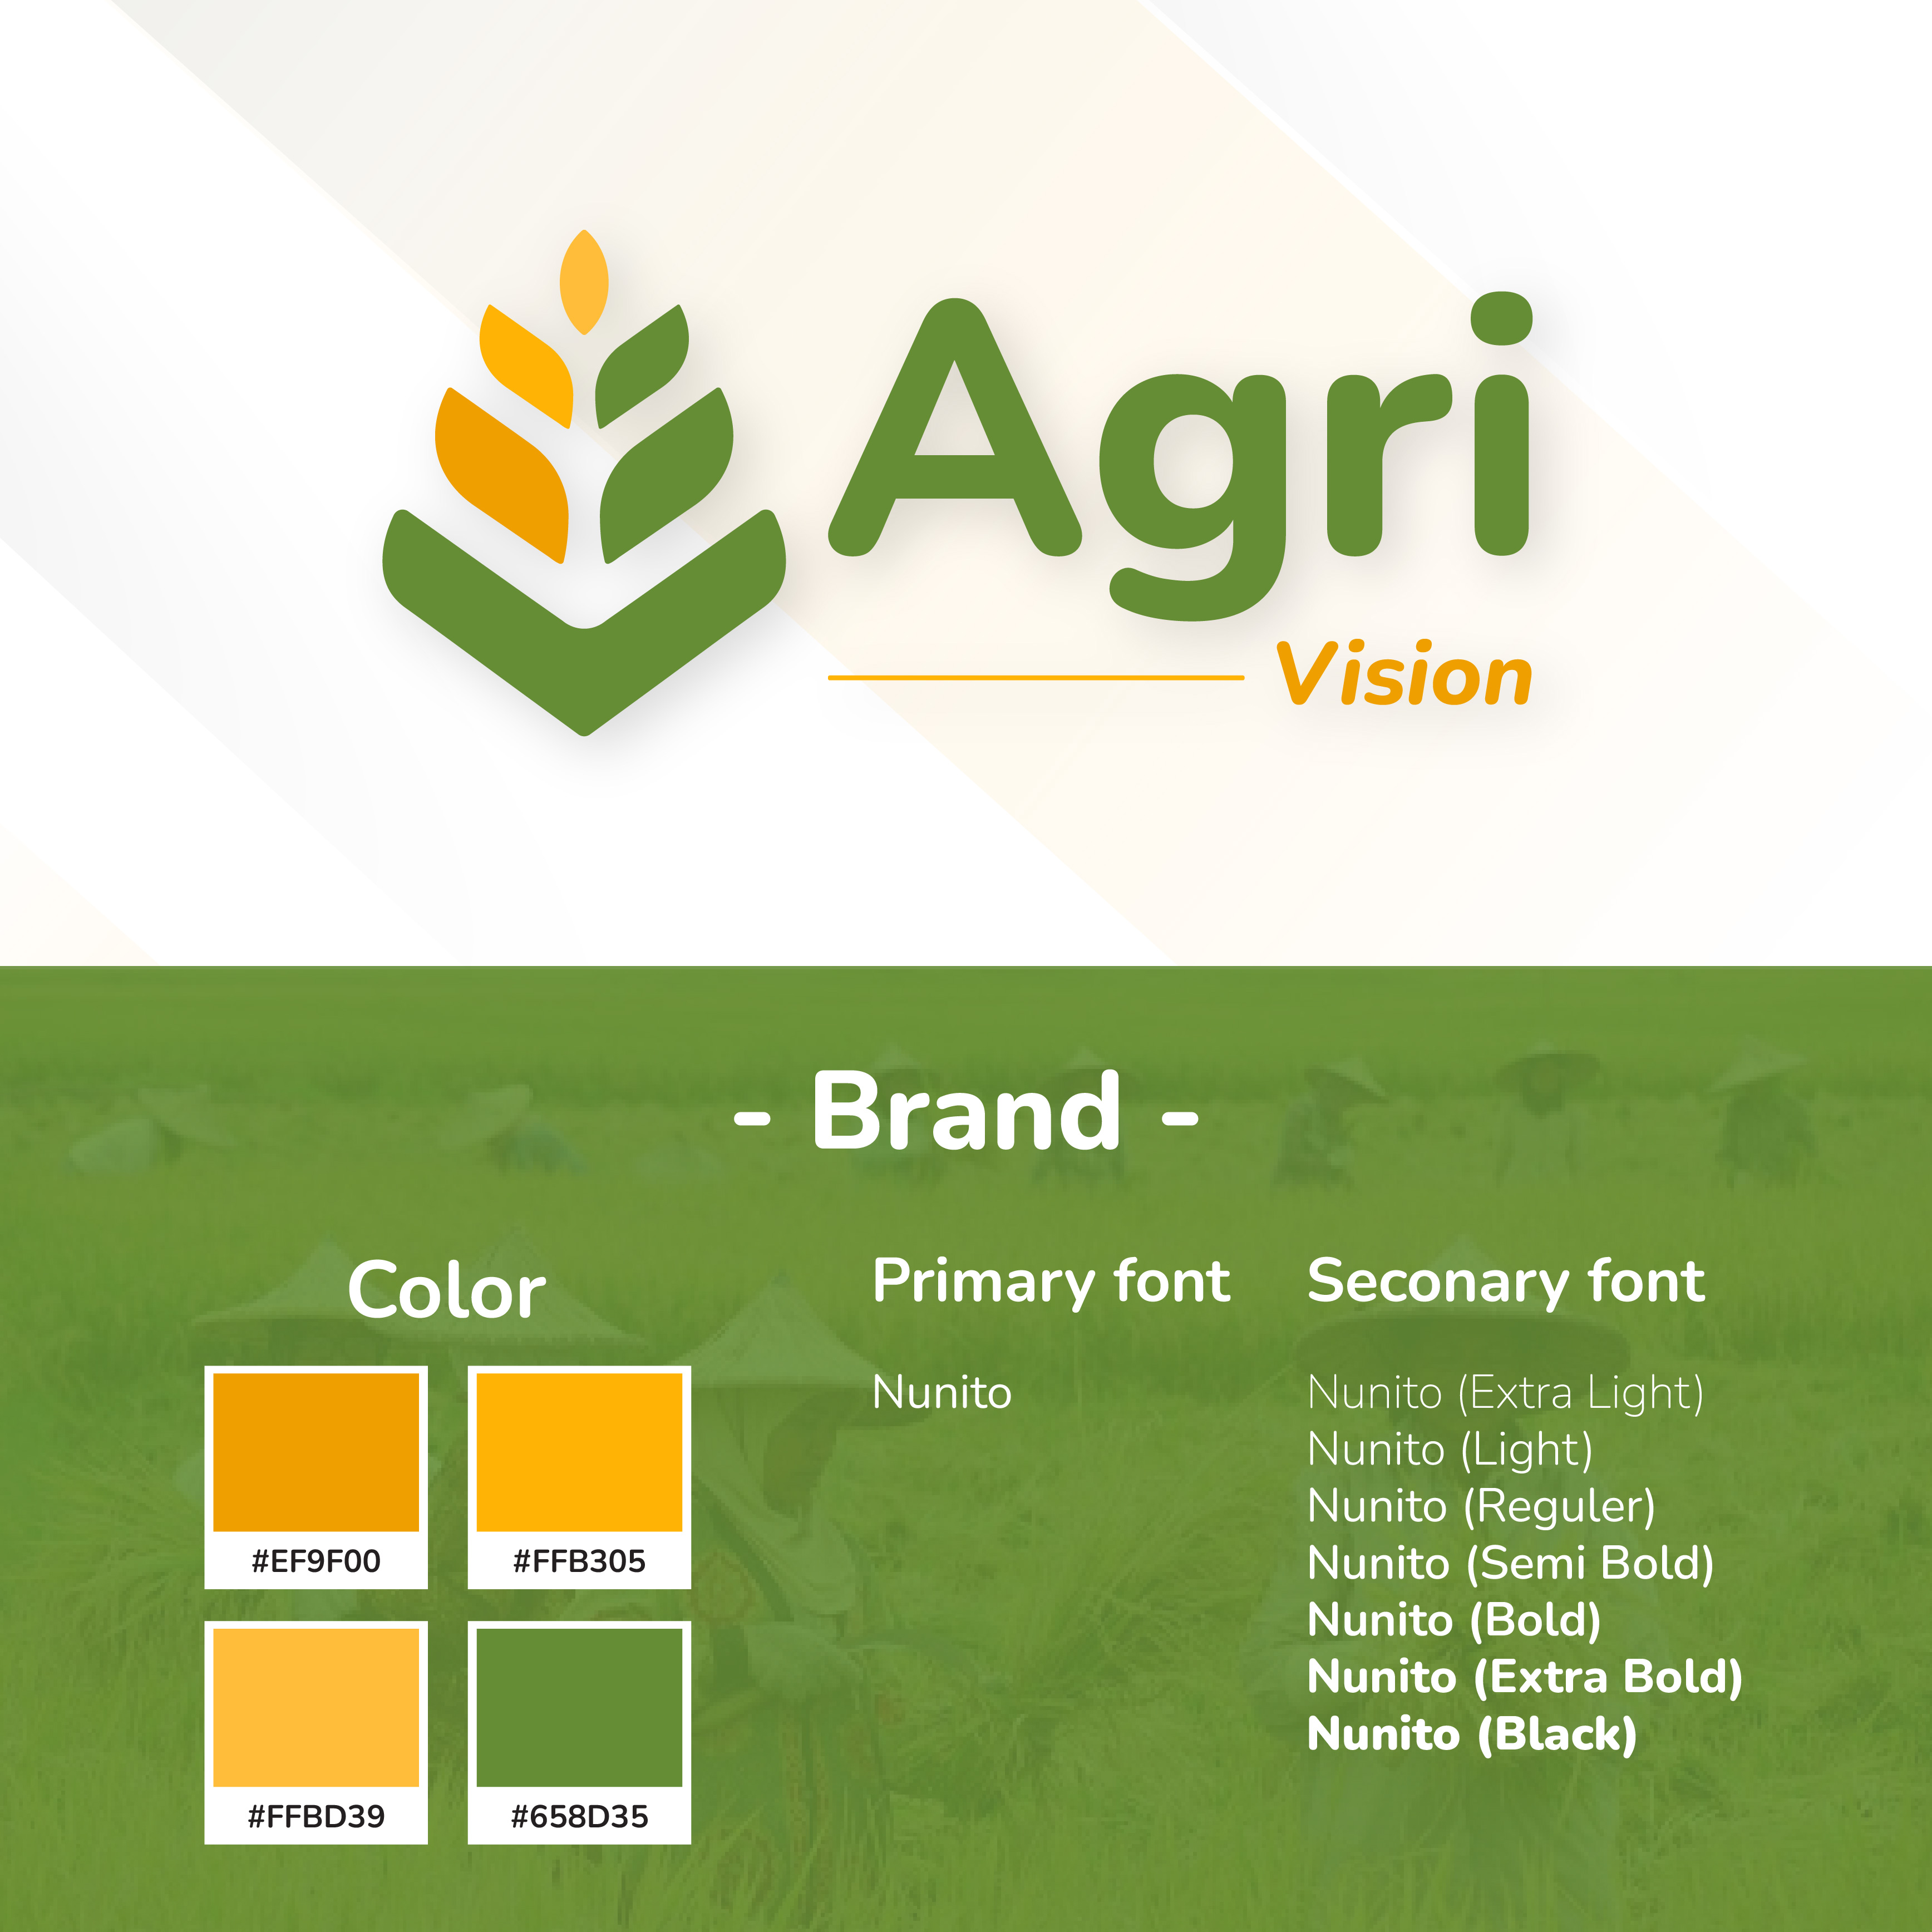 Agri
Vision
- Brand -
Color
#EF9F00
#FFB305
#FFBD39
#658D35
Primary font
Nunito
Seconary font
Nunito (Extra Light)
Nunito (Light)
Nunito (Reguler)
Nunito (Semi Bold)
Nunito (Bold)
Nunito (Extra Bold)
Nunito (Black)